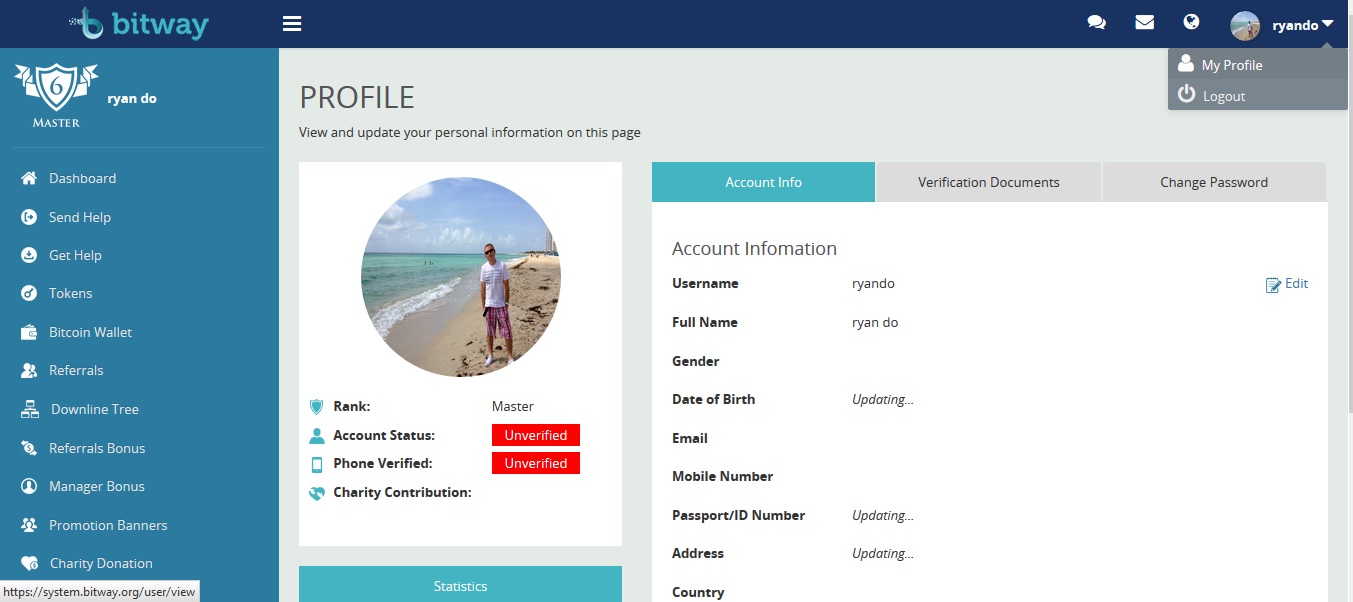 bitway
ryando
My Profile
Logout
6
MASTER
ryan do
Dashboard
Send Help
Get Help
Tokens
Bitcoin Wallet
Referrals
Downline Tree
Referrals Bonus
Manager Bonus
Promotion Banners
Charity Donation
https://system.bitway.org/user/view
PROFILE
View and update your personal information on this page
Rank: Master
Account Status: Unverified
Phone Verified: Unverified
Charity Contribution:
Statistics
Account Info Verification Documents Change Password
Account Infomation
Username ryando Edit
Full Name ryan do
Gender
Date of Birth Updating...
Email
Mobile Number
Passport/ID Number Updating...
Address Updating...
Country